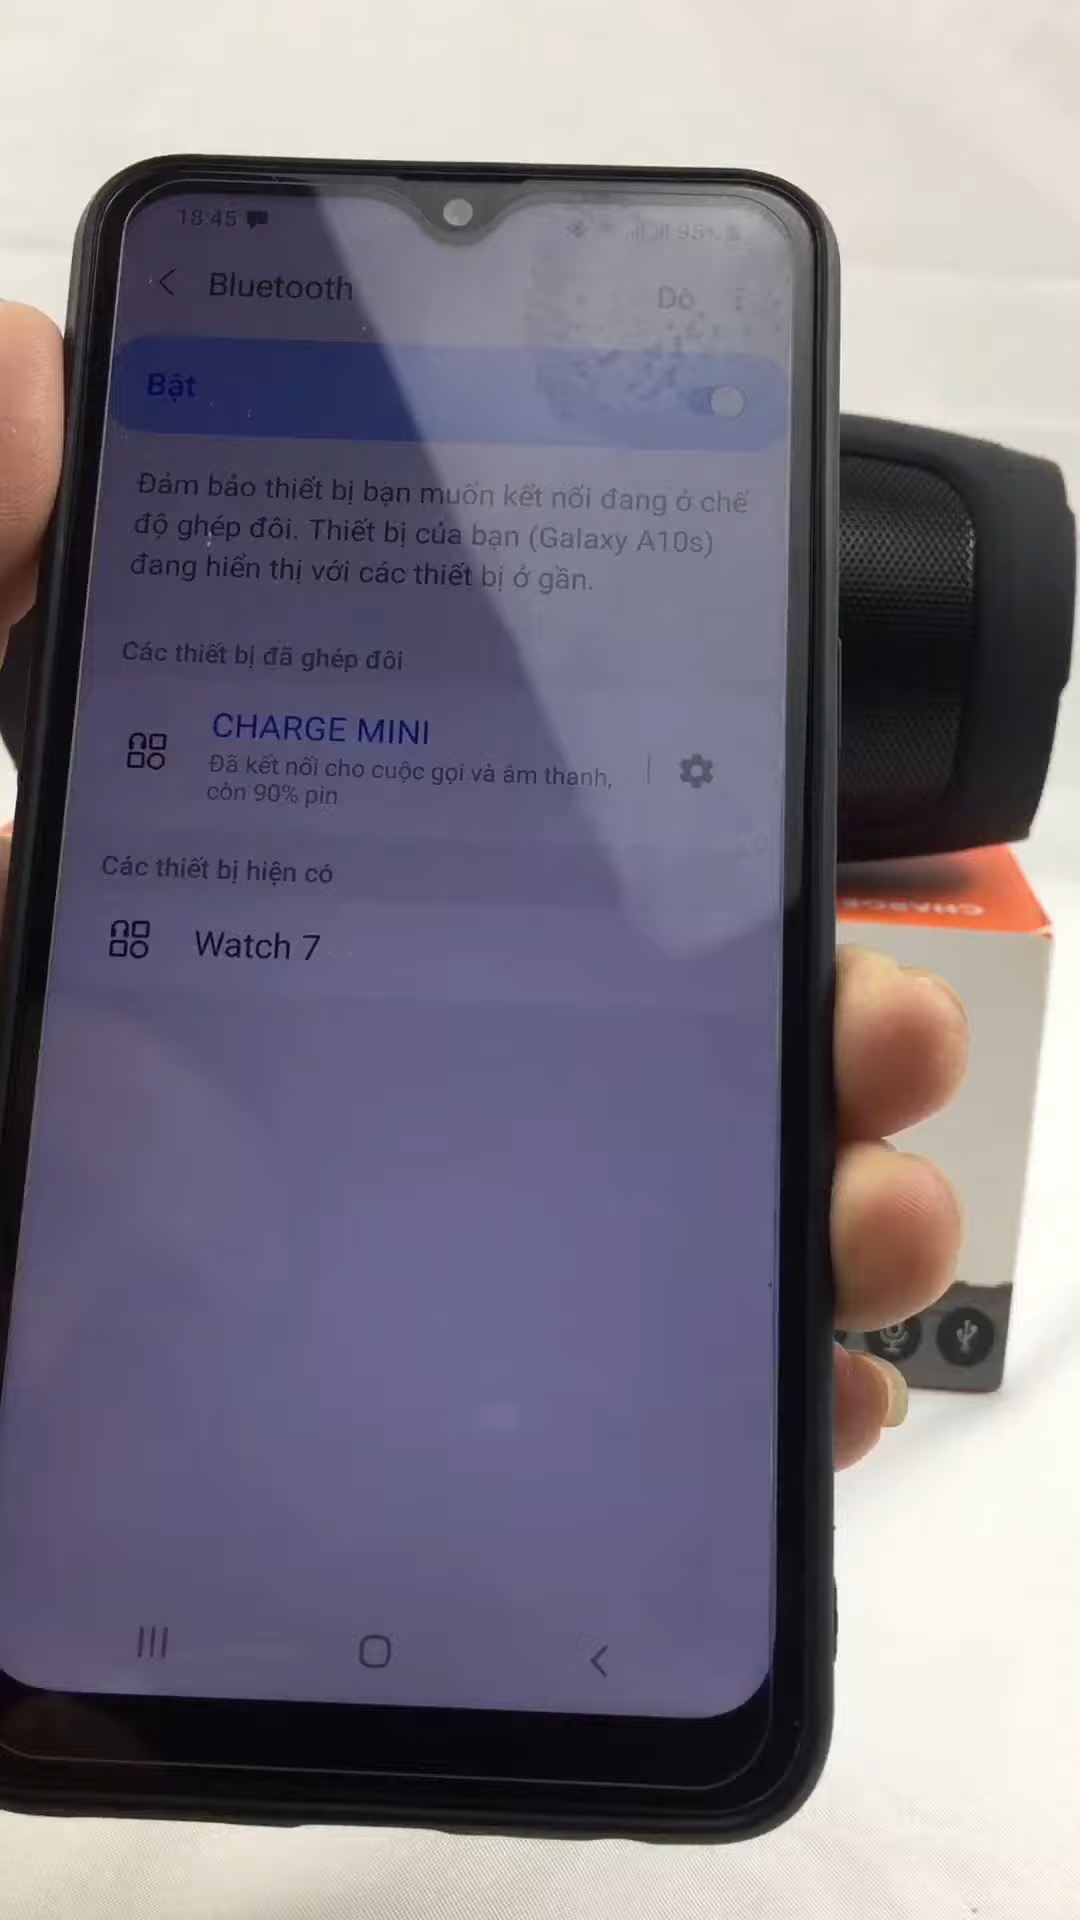 18:45
95%
Bluetooth
Dò
Bật
Đảm bảo thiết bị bạn muốn kết nối đang ở chế
độ ghép đôi. Thiết bị của bạn (Galaxy A10s)
đang hiển thị với các thiết bị ở gần.
Các thiết bị đã ghép đôi
CHARGE MINI
Đã kết nối cho cuộc gọi và âm thanh,
còn 90% pin
Các thiết bị hiện có
Watch 7
CHARGE